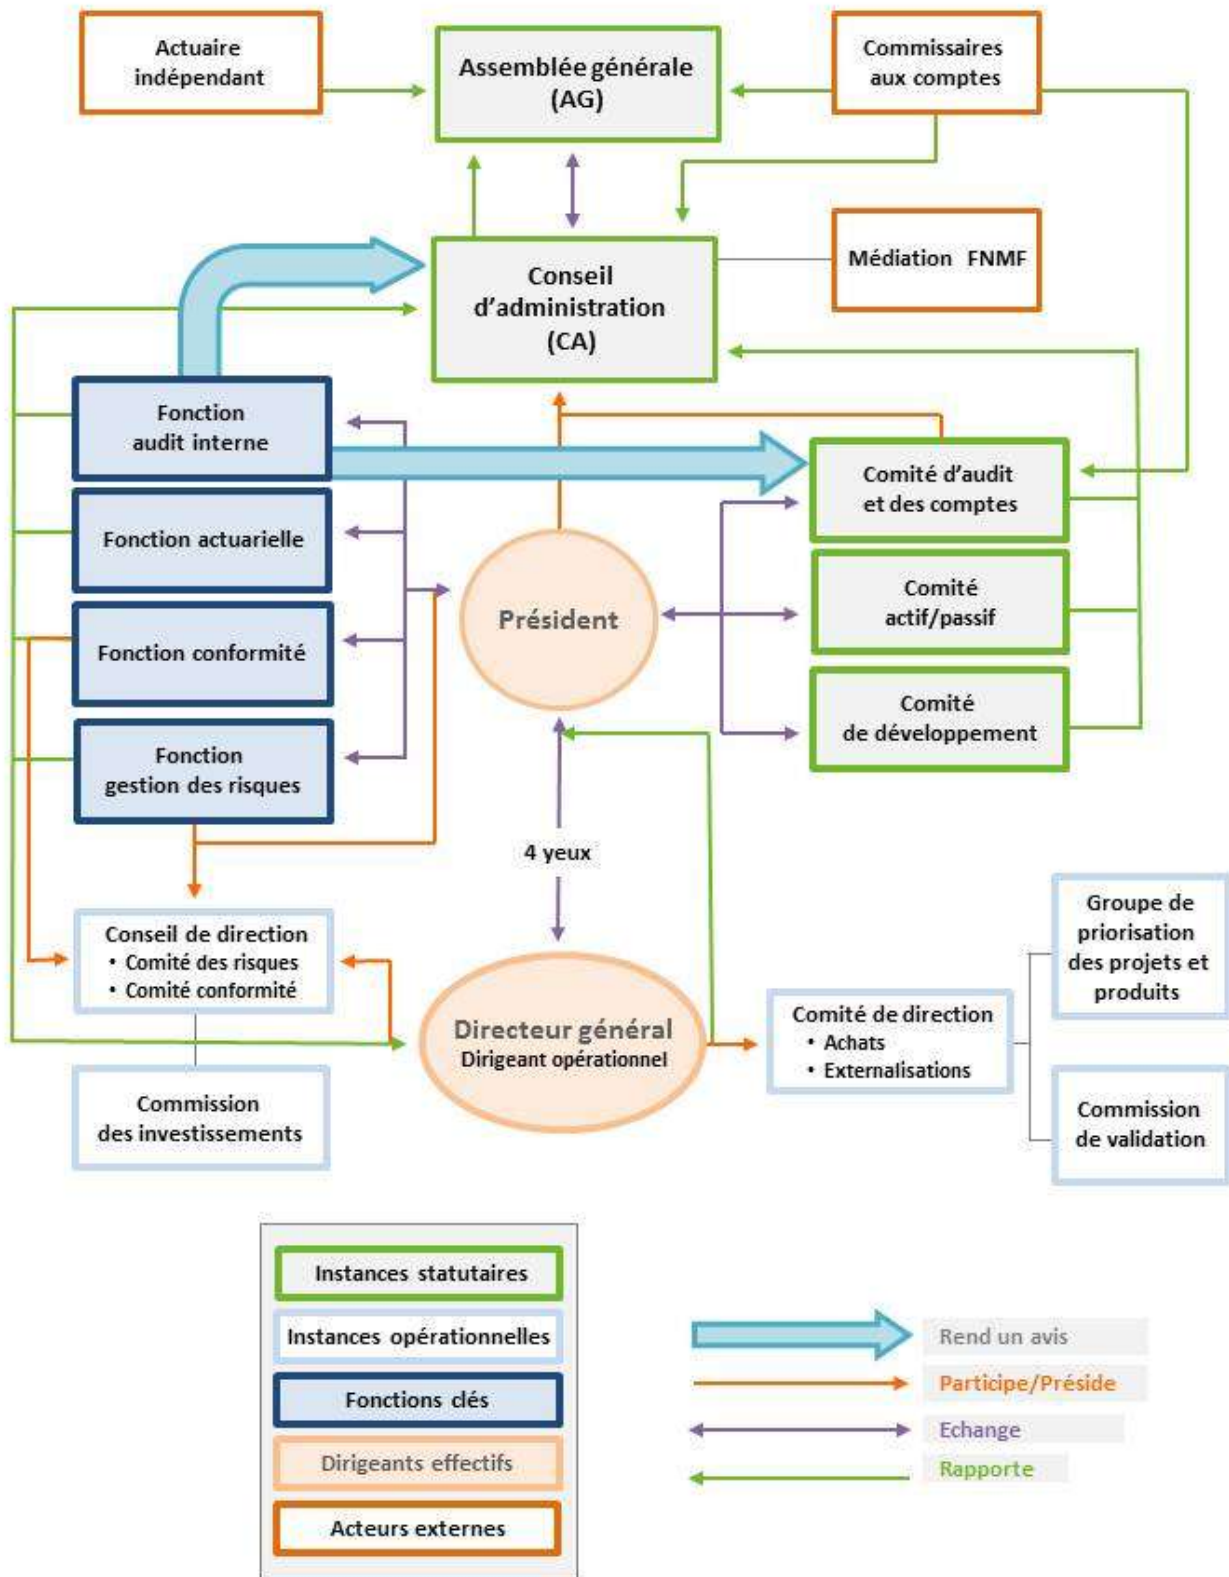 Actuaire
indépendant
Assemblée générale
(AG)
Commissaires
aux comptes
Conseil
d'administration
(CA)
Médiation FNMF
Fonction
audit interne
Fonction actuarielle
Fonction conformité
Fonction
gestion des risques
Président
Comité d'audit
et des comptes
Comité
actif/passif
Comité
de développement
4 yeux
Conseil de direction
• Comité des risques
• Comité conformité
Commission
des investissements
Directeur général
Dirigeant opérationnel
Comité de direction
• Achats
• Externalisations
Groupe de
priorisation
des projets et
produits
Commission
de validation
Instances statutaires
Instances opérationnelles
Fonctions clés
Dirigeants effectifs
Acteurs externes
Rend un avis
Participe/Préside
Echange
Rapporte